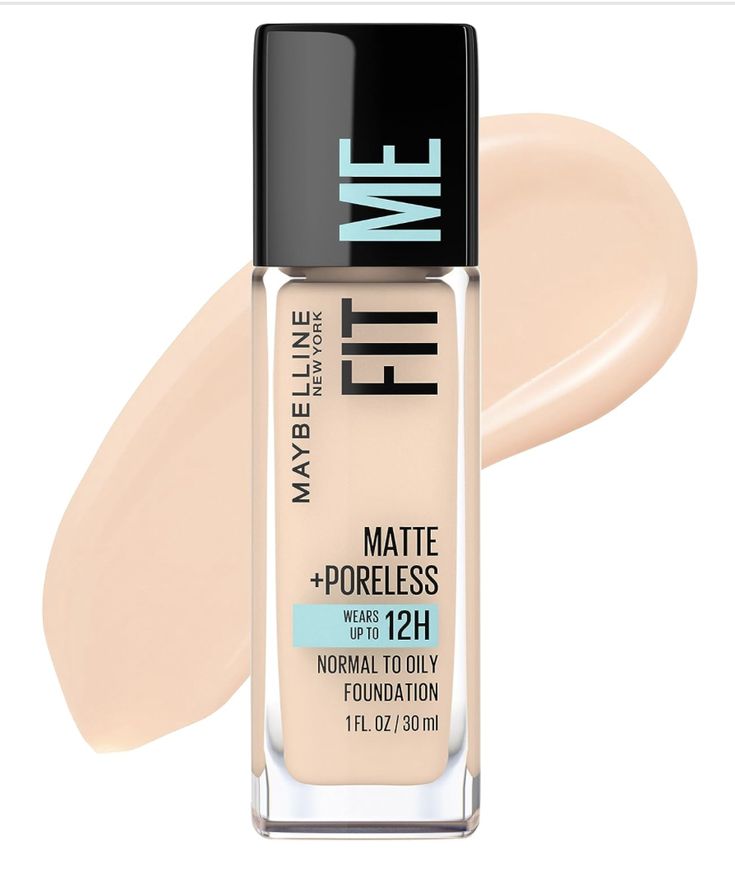 FIT ME
MAYBELLINE
NEW YORK
MATTE
+PORELESS
WEARS
UP TO 12H
NORMAL TO OILY
FOUNDATION
1 FL. OZ / 30 ml